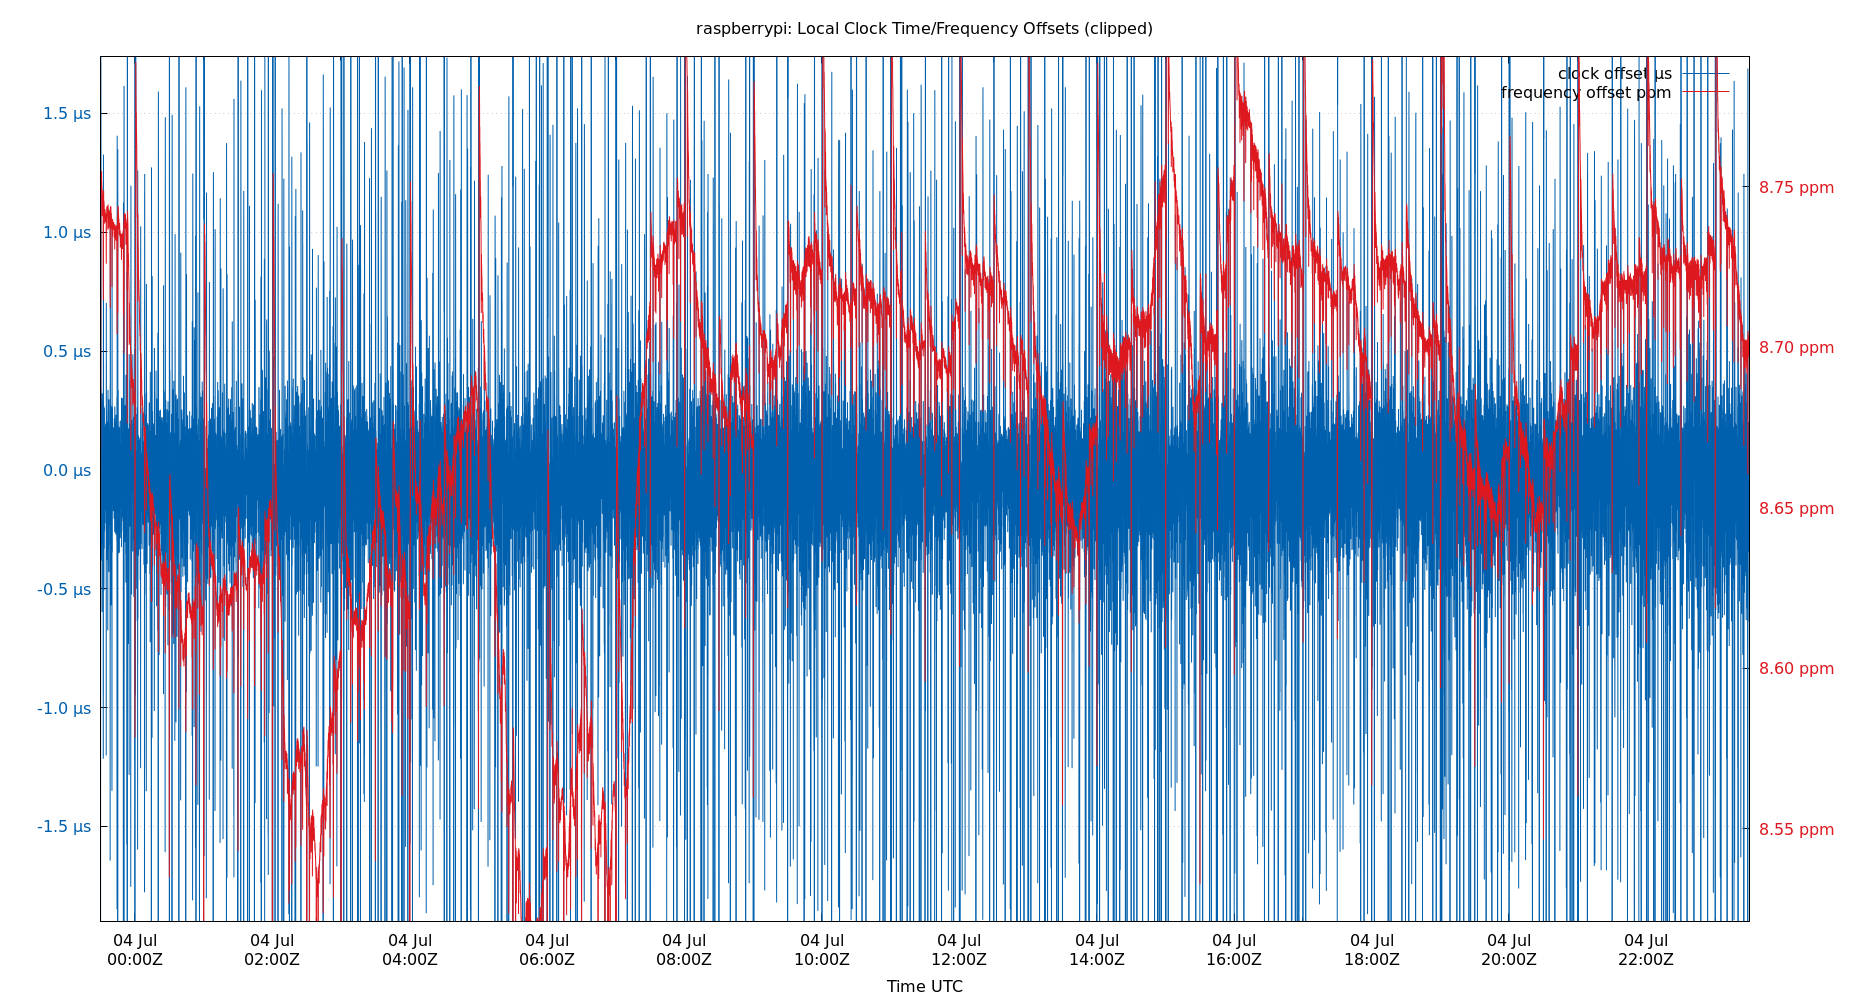 raspberrypi: Local Clock Time/Frequency Offsets (clipped)
clock offset µs
frequency offset ppm
1.5 µs
1.0 µs
0.5 µs
0.0 µs
-0.5 µs
-1.0 µs
-1.5 µs
8.75 ppm
8.70 ppm
8.65 ppm
8.60 ppm
8.55 ppm
04 Jul 04 Jul 04 Jul 04 Jul 04 Jul 04 Jul 04 Jul 04 Jul 04 Jul 04 Jul 04 Jul 04 Jul
00:00Z 02:00Z 04:00Z 06:00Z 08:00Z 10:00Z 12:00Z 14:00Z 16:00Z 18:00Z 20:00Z 22:00Z
Time UTC